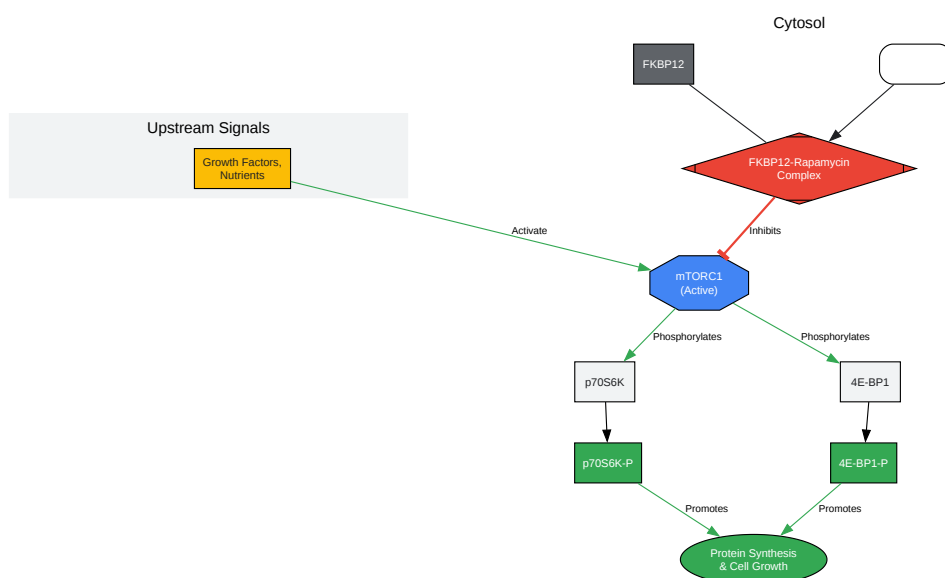 Cytosol
FKBP12
Upstream Signals
Growth Factors,
Nutrients
FKBP12-Rapamycin
Complex
Activate
Inhibits
mTORC1
(Active)
Phosphorylates
Phosphorylates
p70S6K
4E-BP1
p70S6K-P
4E-BP1-P
Promotes
Promotes
Protein Synthesis
& Cell Growth